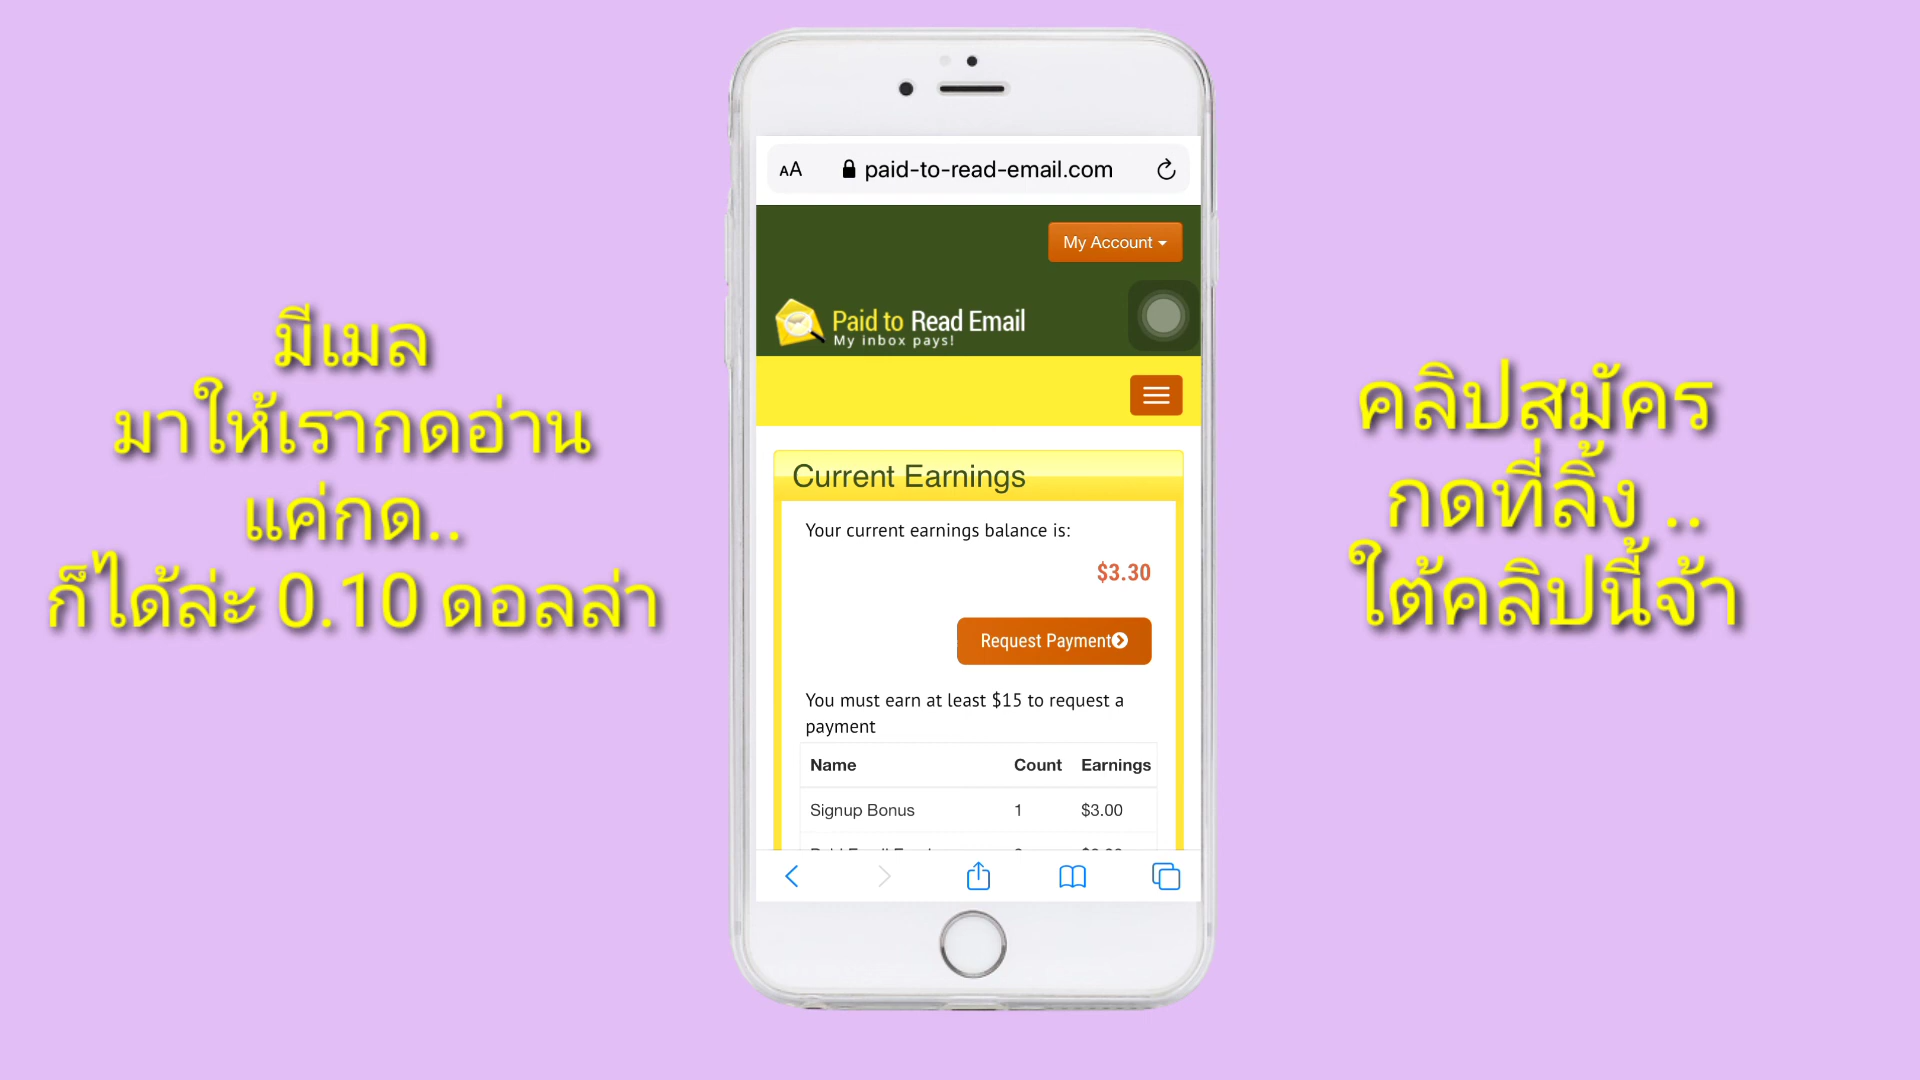 มีเมล
มาให้เรากดอ่าน
แค่กด..
ก็ได้ล่ะ 0.10 ดอลล่า
AA paid-to-read-email.com
My Account
Paid to Read Email
My inbox pays!
Current Earnings
Your current earnings balance is:
$3.30
Request Payment
You must earn at least $15 to request a
payment
Name Count Earnings
Signup Bonus 1 $3.00
คลิปสมัคร
กดที่ลิ้ง ..
ใต้คลิปนี้จ้า